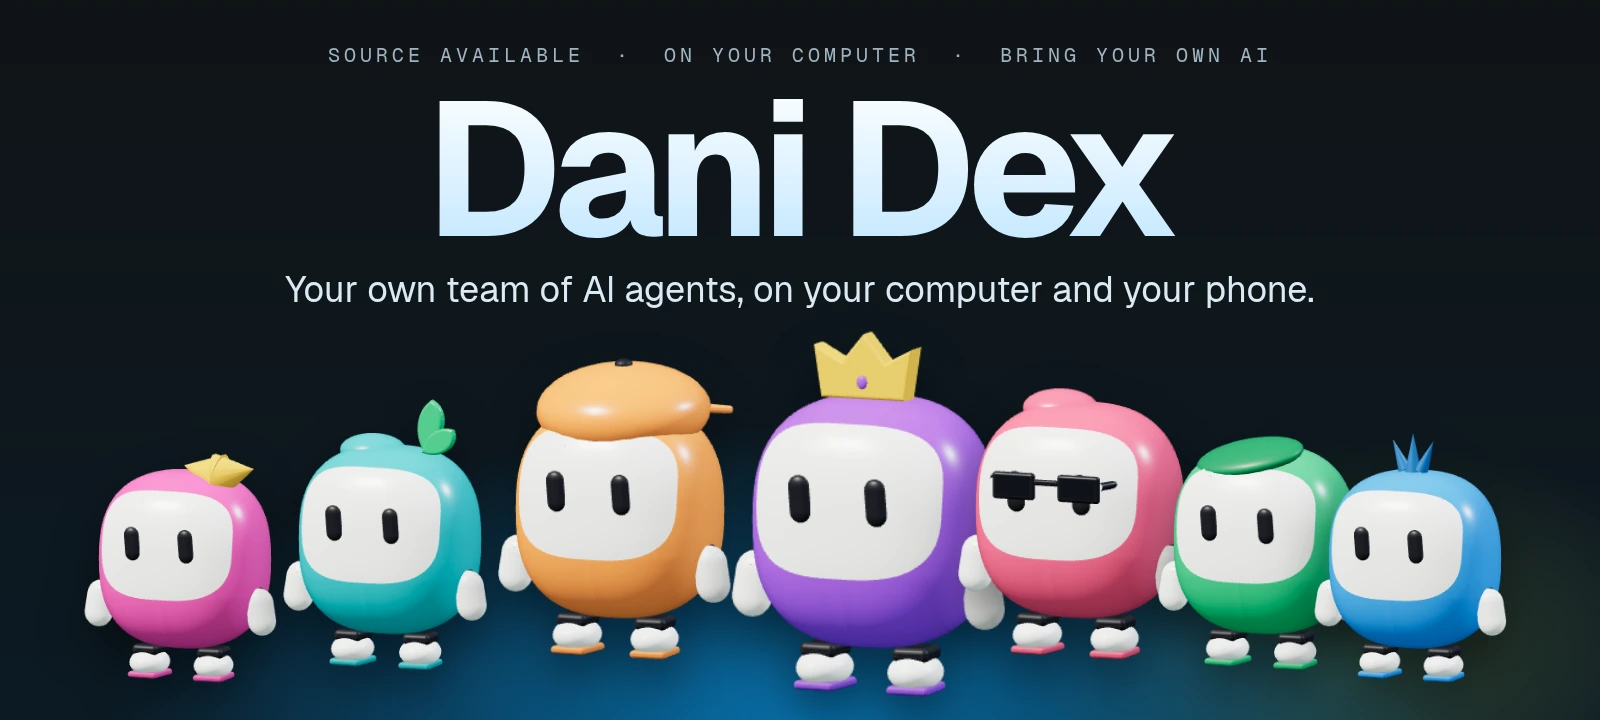 SOURCE AVAILABLE · ON YOUR COMPUTER · BRING YOUR OWN AI
Dani Dex
Your own team of AI agents, on your computer and your phone.